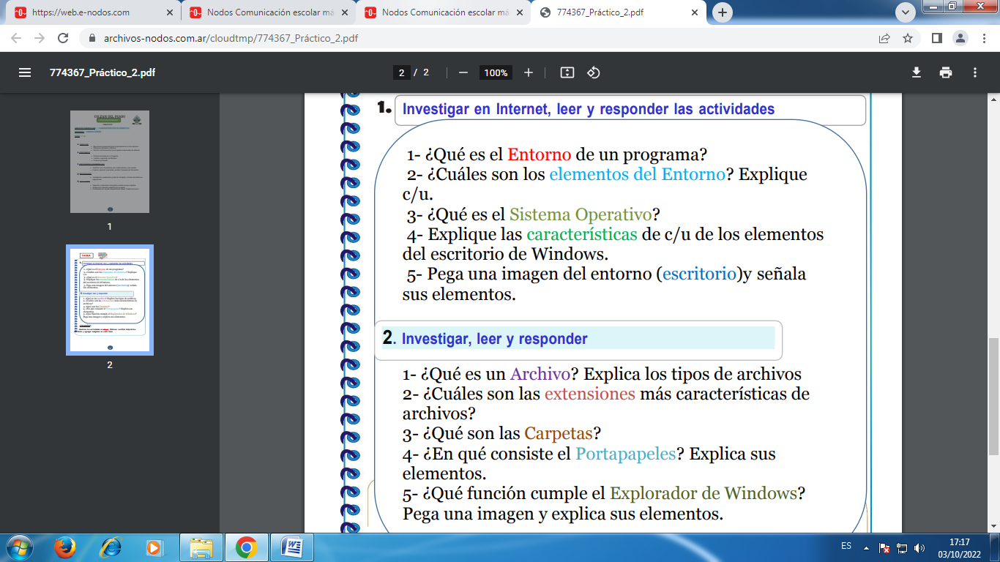 https://web.e-nodos.com
Nodos Comunicación escolar má
Nodos Comunicación escolar má
774367_Práctico_2.pdf
archivos-nodos.com.ar/cloudtmp/774367_Práctico_2.pdf
774367_Práctico_2.pdf
2 / 2
100%
1
2
1. Investigar en Internet, leer y responder las actividades
1- ¿Qué es el Entorno de un programa?
2- ¿Cuáles son los elementos del Entorno? Explique
c/u.
3- ¿Qué es el Sistema Operativo?
4- Explique las características de c/u de los elementos
del escritorio de Windows.
5- Pega una imagen del entorno (escritorio)y señala
sus elementos.
2. Investigar, leer y responder
1- ¿Qué es un Archivo? Explica los tipos de archivos
2- ¿Cuáles son las extensiones más características de
archivos?
3- ¿Qué son las Carpetas?
4- ¿En qué consiste el Portapapeles? Explica sus
elementos.
5- ¿Qué función cumple el Explorador de Windows?
Pega una imagen y explica sus elementos.
ES
17:17
03/10/2022